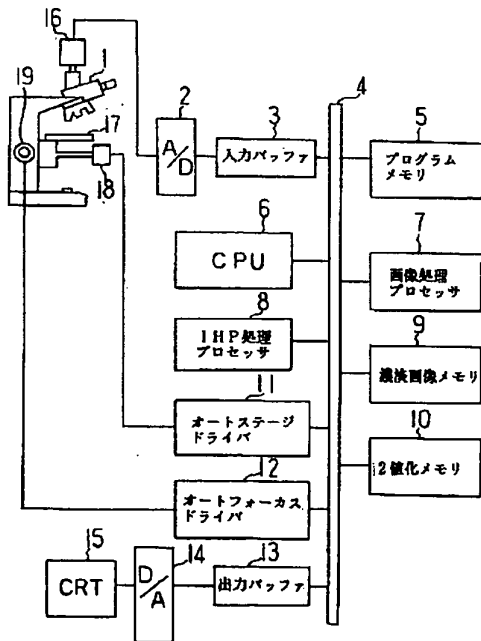 16
1
19
17
18
2
A/D
3
入力バッファ
4
5
プログラム
メモリ
6
CPU
7
画像処理
プロセッサ
8
IHP処理
プロセッサ
9
濃淡画像メモリ
11
オートステージ
ドライバ
10
2値化メモリ
12
オートフォーカス
ドライバ
15
CRT
14
D/A
13
出力バッファ